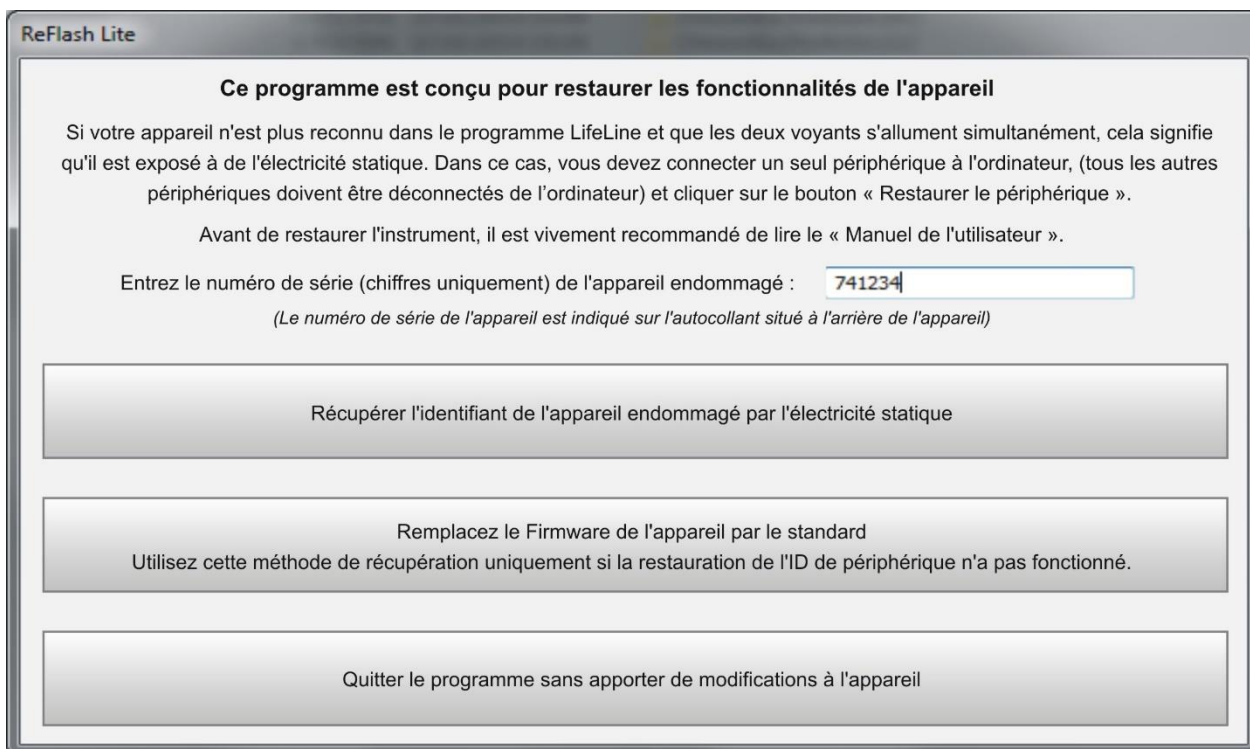 ReFlash Lite
Ce programme est conçu pour restaurer les fonctionnalités de l'appareil
Si votre appareil n'est plus reconnu dans le programme LifeLine et que les deux voyants s'allument simultanément, cela signifie
qu'il est exposé à de l'électricité statique. Dans ce cas, vous devez connecter un seul périphérique à l'ordinateur, (tous les autres
périphériques doivent être déconnectés de l’ordinateur) et cliquer sur le bouton « Restaurer le périphérique ».
Avant de restaurer l'instrument, il est vivement recommandé de lire le « Manuel de l'utilisateur ».
Entrez le numéro de série (chiffres uniquement) de l'appareil endommagé : 741234
(Le numéro de série de l'appareil est indiqué sur l'autocollant situé à l'arrière de l'appareil)
Récupérer l'identifiant de l'appareil endommagé par l'électricité statique
Remplacez le Firmware de l'appareil par le standard
Utilisez cette méthode de récupération uniquement si la restauration de l'ID de périphérique n'a pas fonctionné.
Quitter le programme sans apporter de modifications à l'appareil